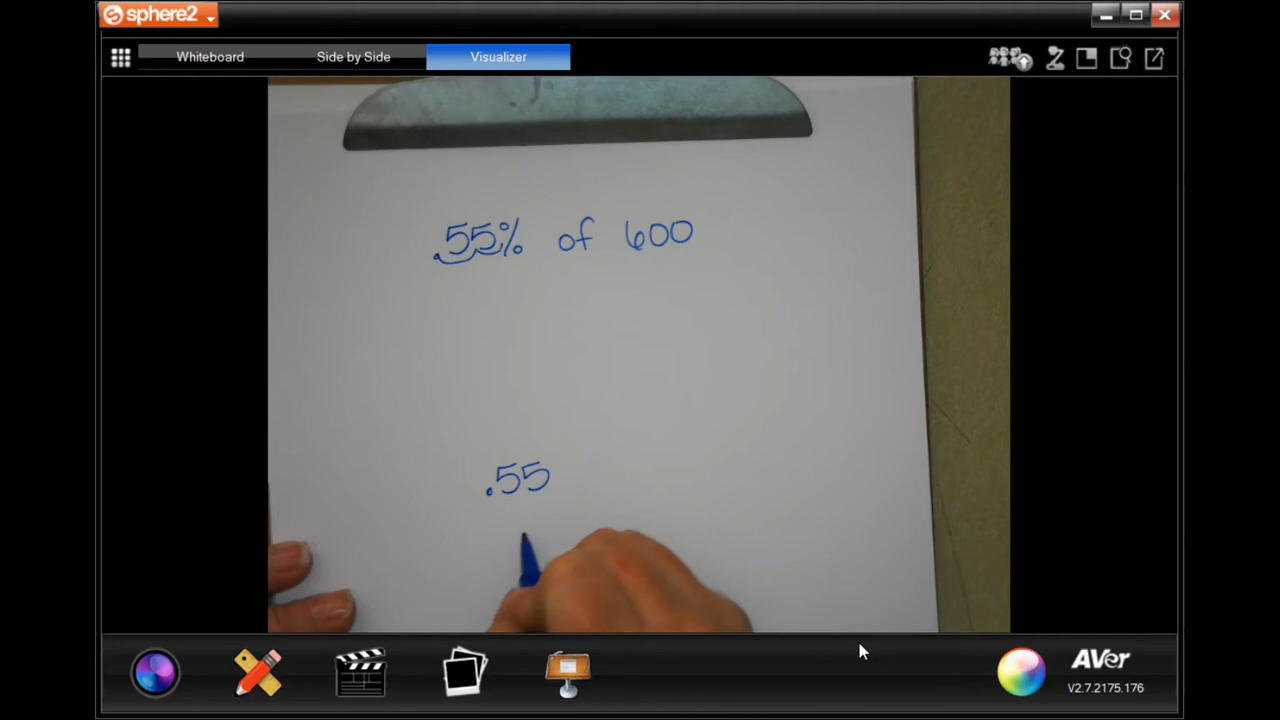 sphere2
Whiteboard Side by Side Visualizer
.55% of 600
.55
AVer
V2.7.2175.176